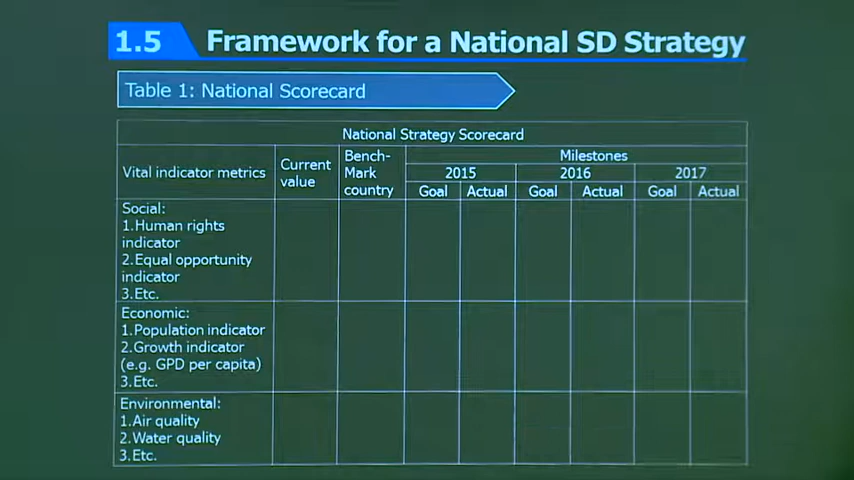 1.5 Framework for a National SD Strategy
Table 1: National Scorecard
National Strategy Scorecard
Vital indicator metrics
Current
value
Bench-
Mark
country
Milestones
2015 2016 2017
Goal Actual Goal Actual Goal Actual
Social:
1.Human rights
indicator
2.Equal opportunity
indicator
3.Etc.
Economic:
1.Population indicator
2.Growth indicator
(e.g. GPD per capita)
3.Etc.
Environmental:
1.Air quality
2.Water quality
3.Etc.